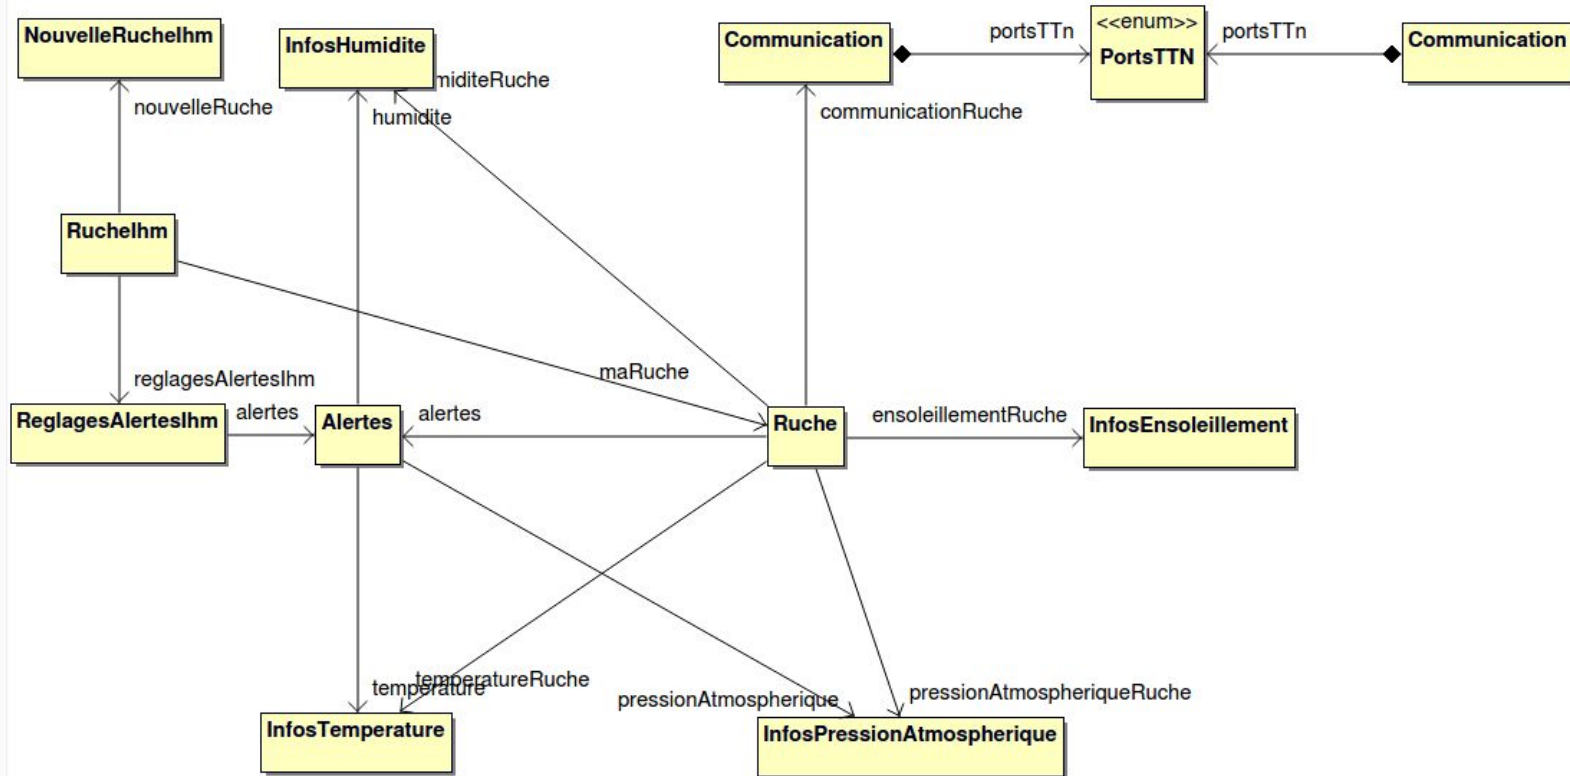 NouvelleRucheIhm
InfosHumidite
Communication
portsTTn
<<enum>>
PortsTTN
portsTTn
Communication
miditeRuche
nouvelleRuche
humidite
communicationRuche
RucheIhm
maRuche
reglagesAlertesIhm
ReglagesAlertesIhm
alertes
Alertes
alertes
Ruche
ensoleillementRuche
InfosEnsoleillement
temperatureRuche
temperature
pressionAtmospherique
pressionAtmospheriqueRuche
InfosTemperature
InfosPressionAtmospherique